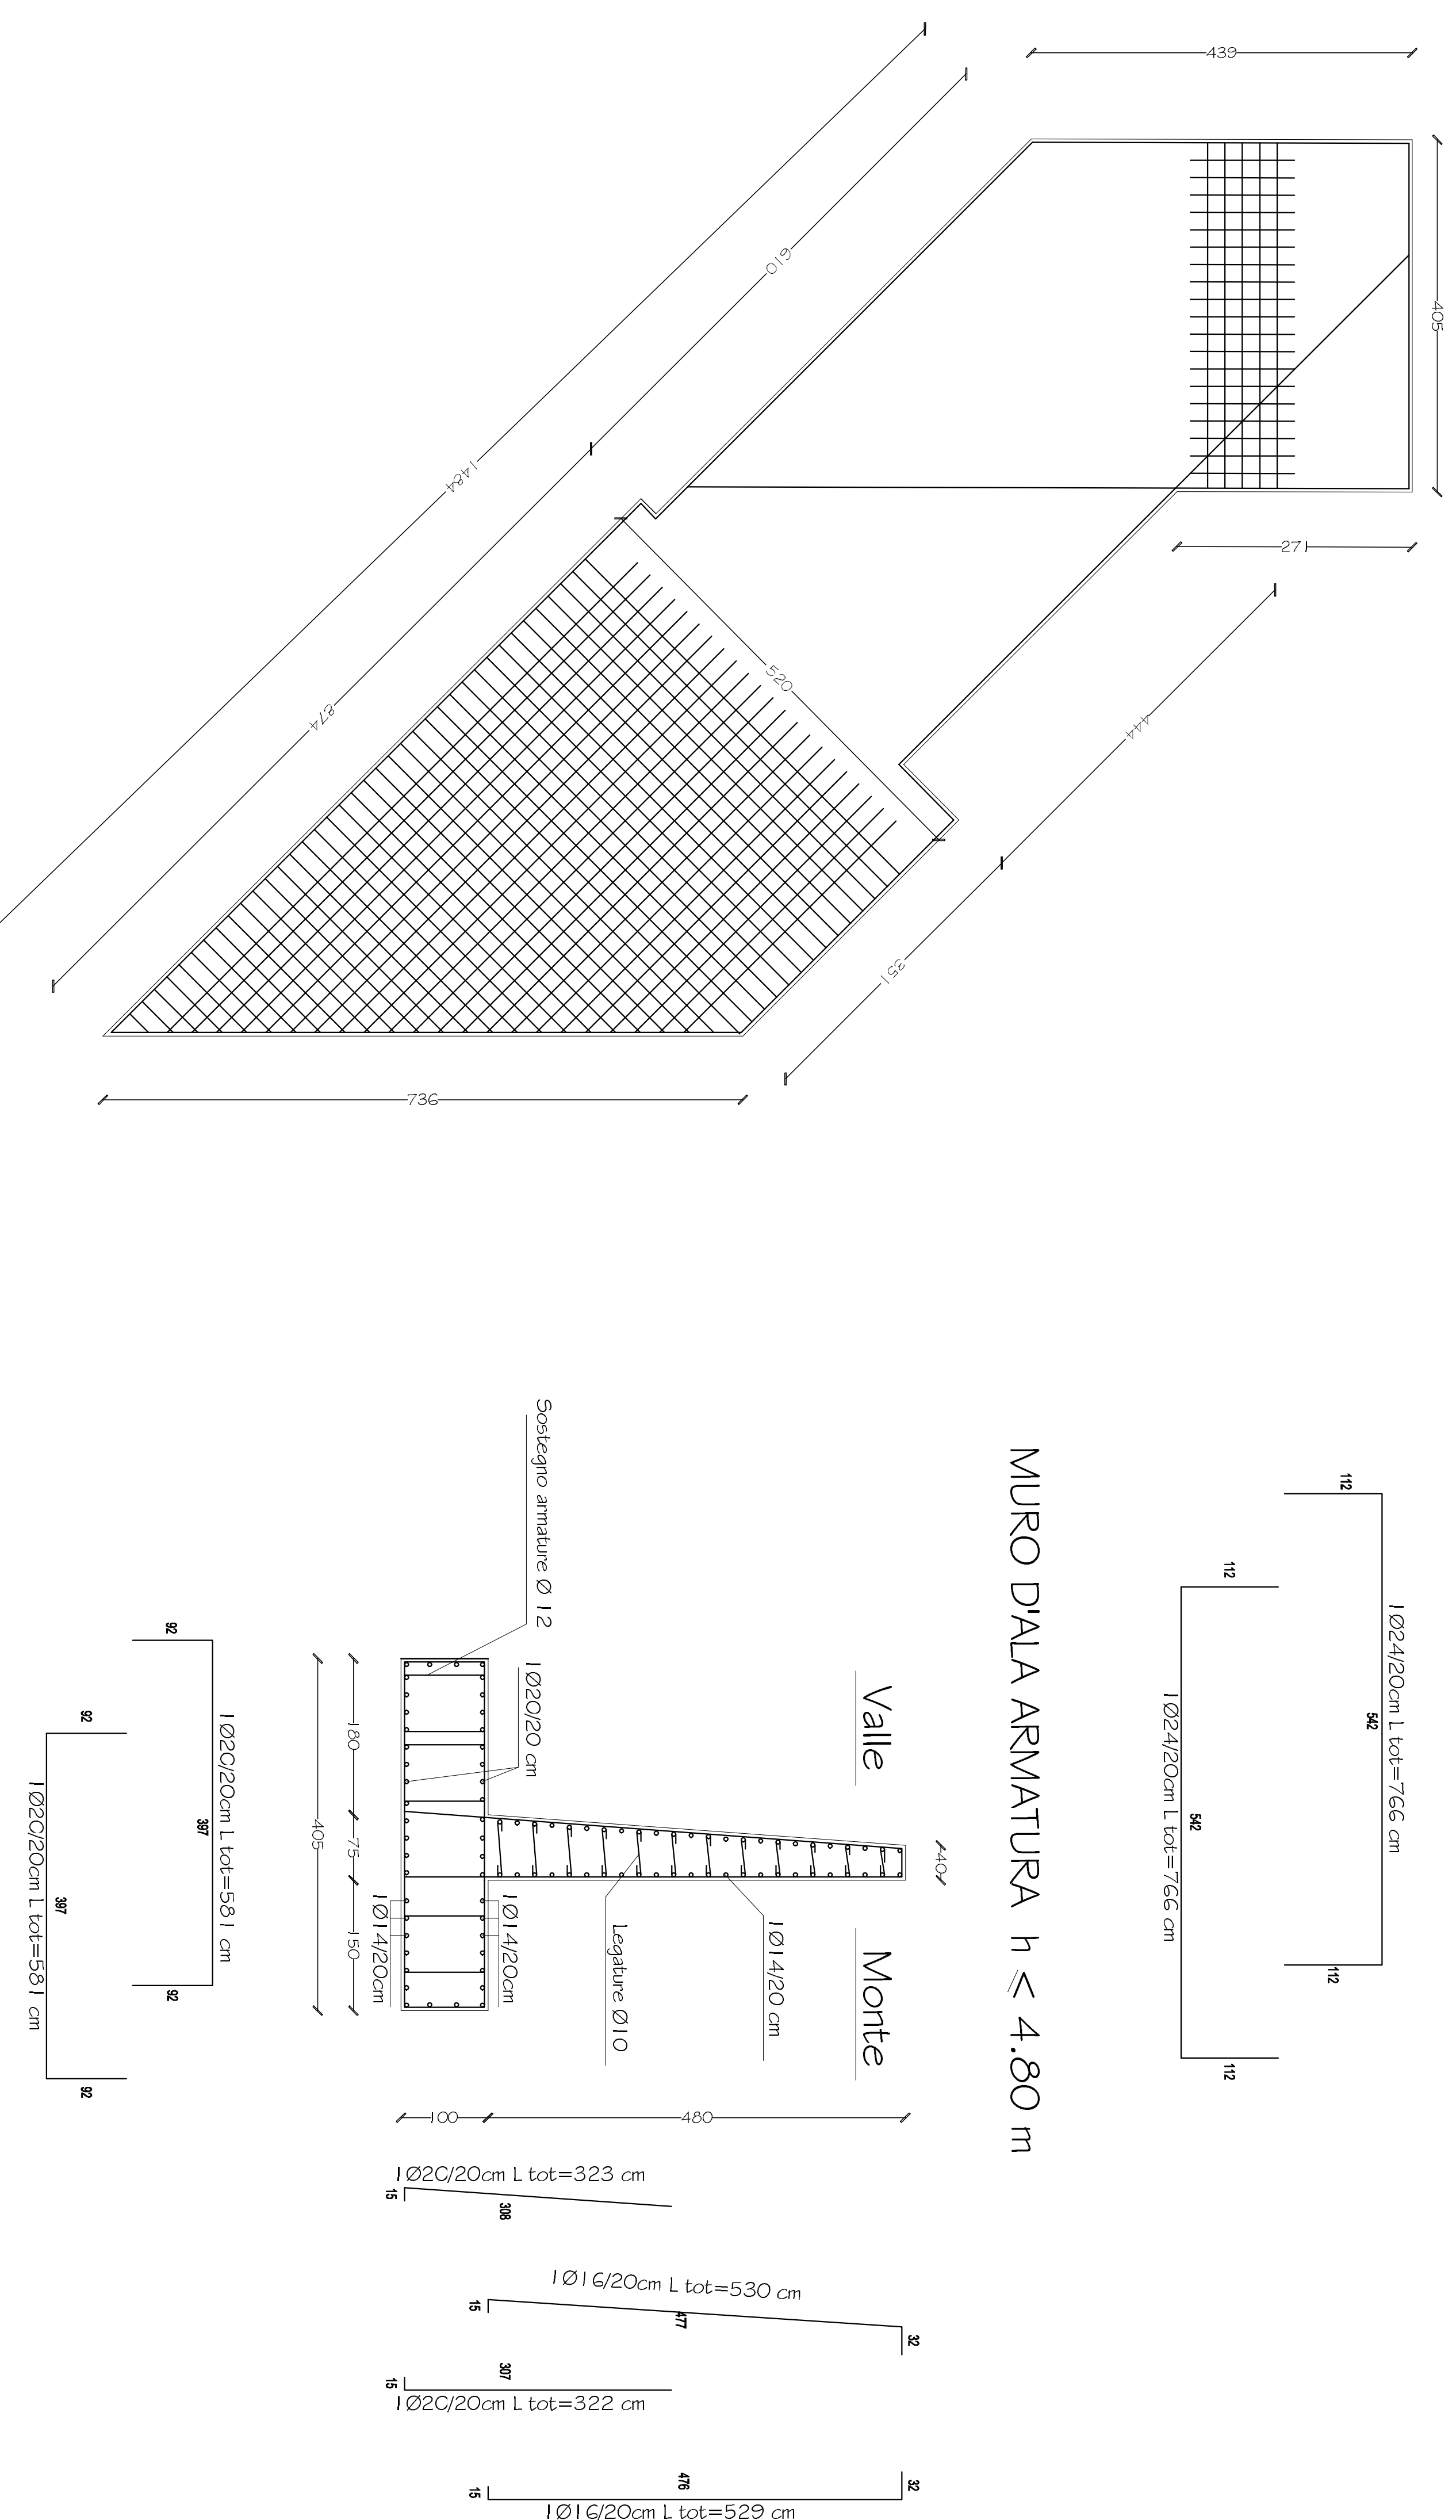 439
405
610
1484
271
520
874
444
351
736
112
1Ø24/20cm L tot=766 cm
542
112
112
1Ø24/20cm L tot=766 cm
542
112
MURO D'ALA ARMATURA h ≤ 4.80 m
Valle
Monte
40
Sostegno armature Ø 12
1Ø20/20 cm
1Ø14/20 cm
Legature Ø10
1Ø14/20cm
1Ø14/20cm
180
75
150
405
100
480
92
1Ø20/20cm L tot=581 cm
397
92
92
397
1Ø20/20cm L tot=581 cm
92
1Ø20/20cm L tot=323 cm
15
308
1Ø16/20cm L tot=530 cm
15
477
32
307
15
1Ø20/20cm L tot=322 cm
476
15
32
1Ø16/20cm L tot=529 cm